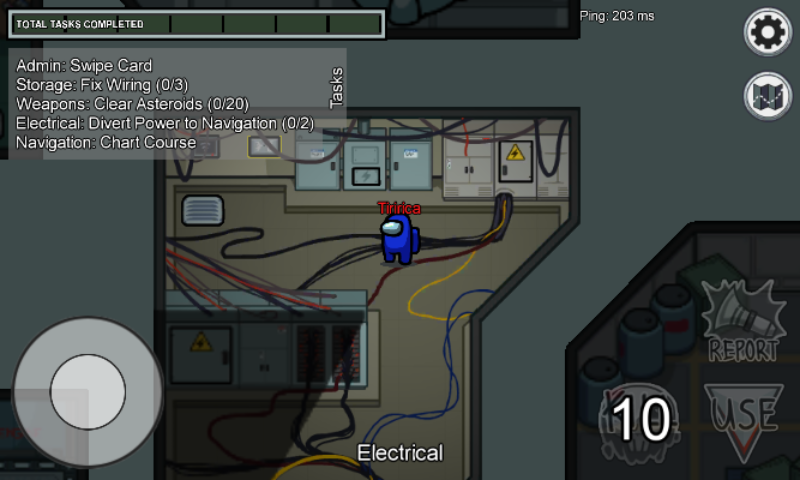 TOTAL TASKS COMPLETED
Ping: 203 ms
Admin: Swipe Card
Storage: Fix Wiring (0/3)
Weapons: Clear Asteroids (0/20)
Electrical: Divert Power to Navigation (0/2)
Navigation: Chart Course
Tasks
Tiririca
REPORT
10
USE
Electrical